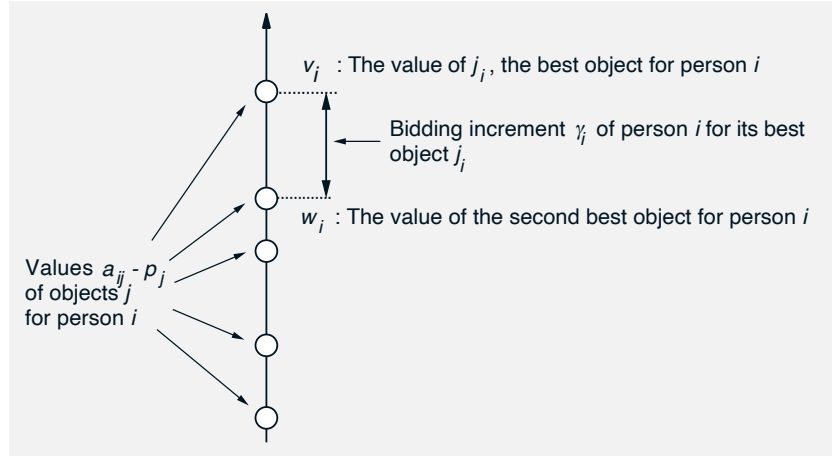 v_i : The value of j_i, the best object for person i
Bidding increment γ_i of person i for its best
object j_i
w_i : The value of the second best object for person i
Values a_ij - p_j
of objects j
for person i